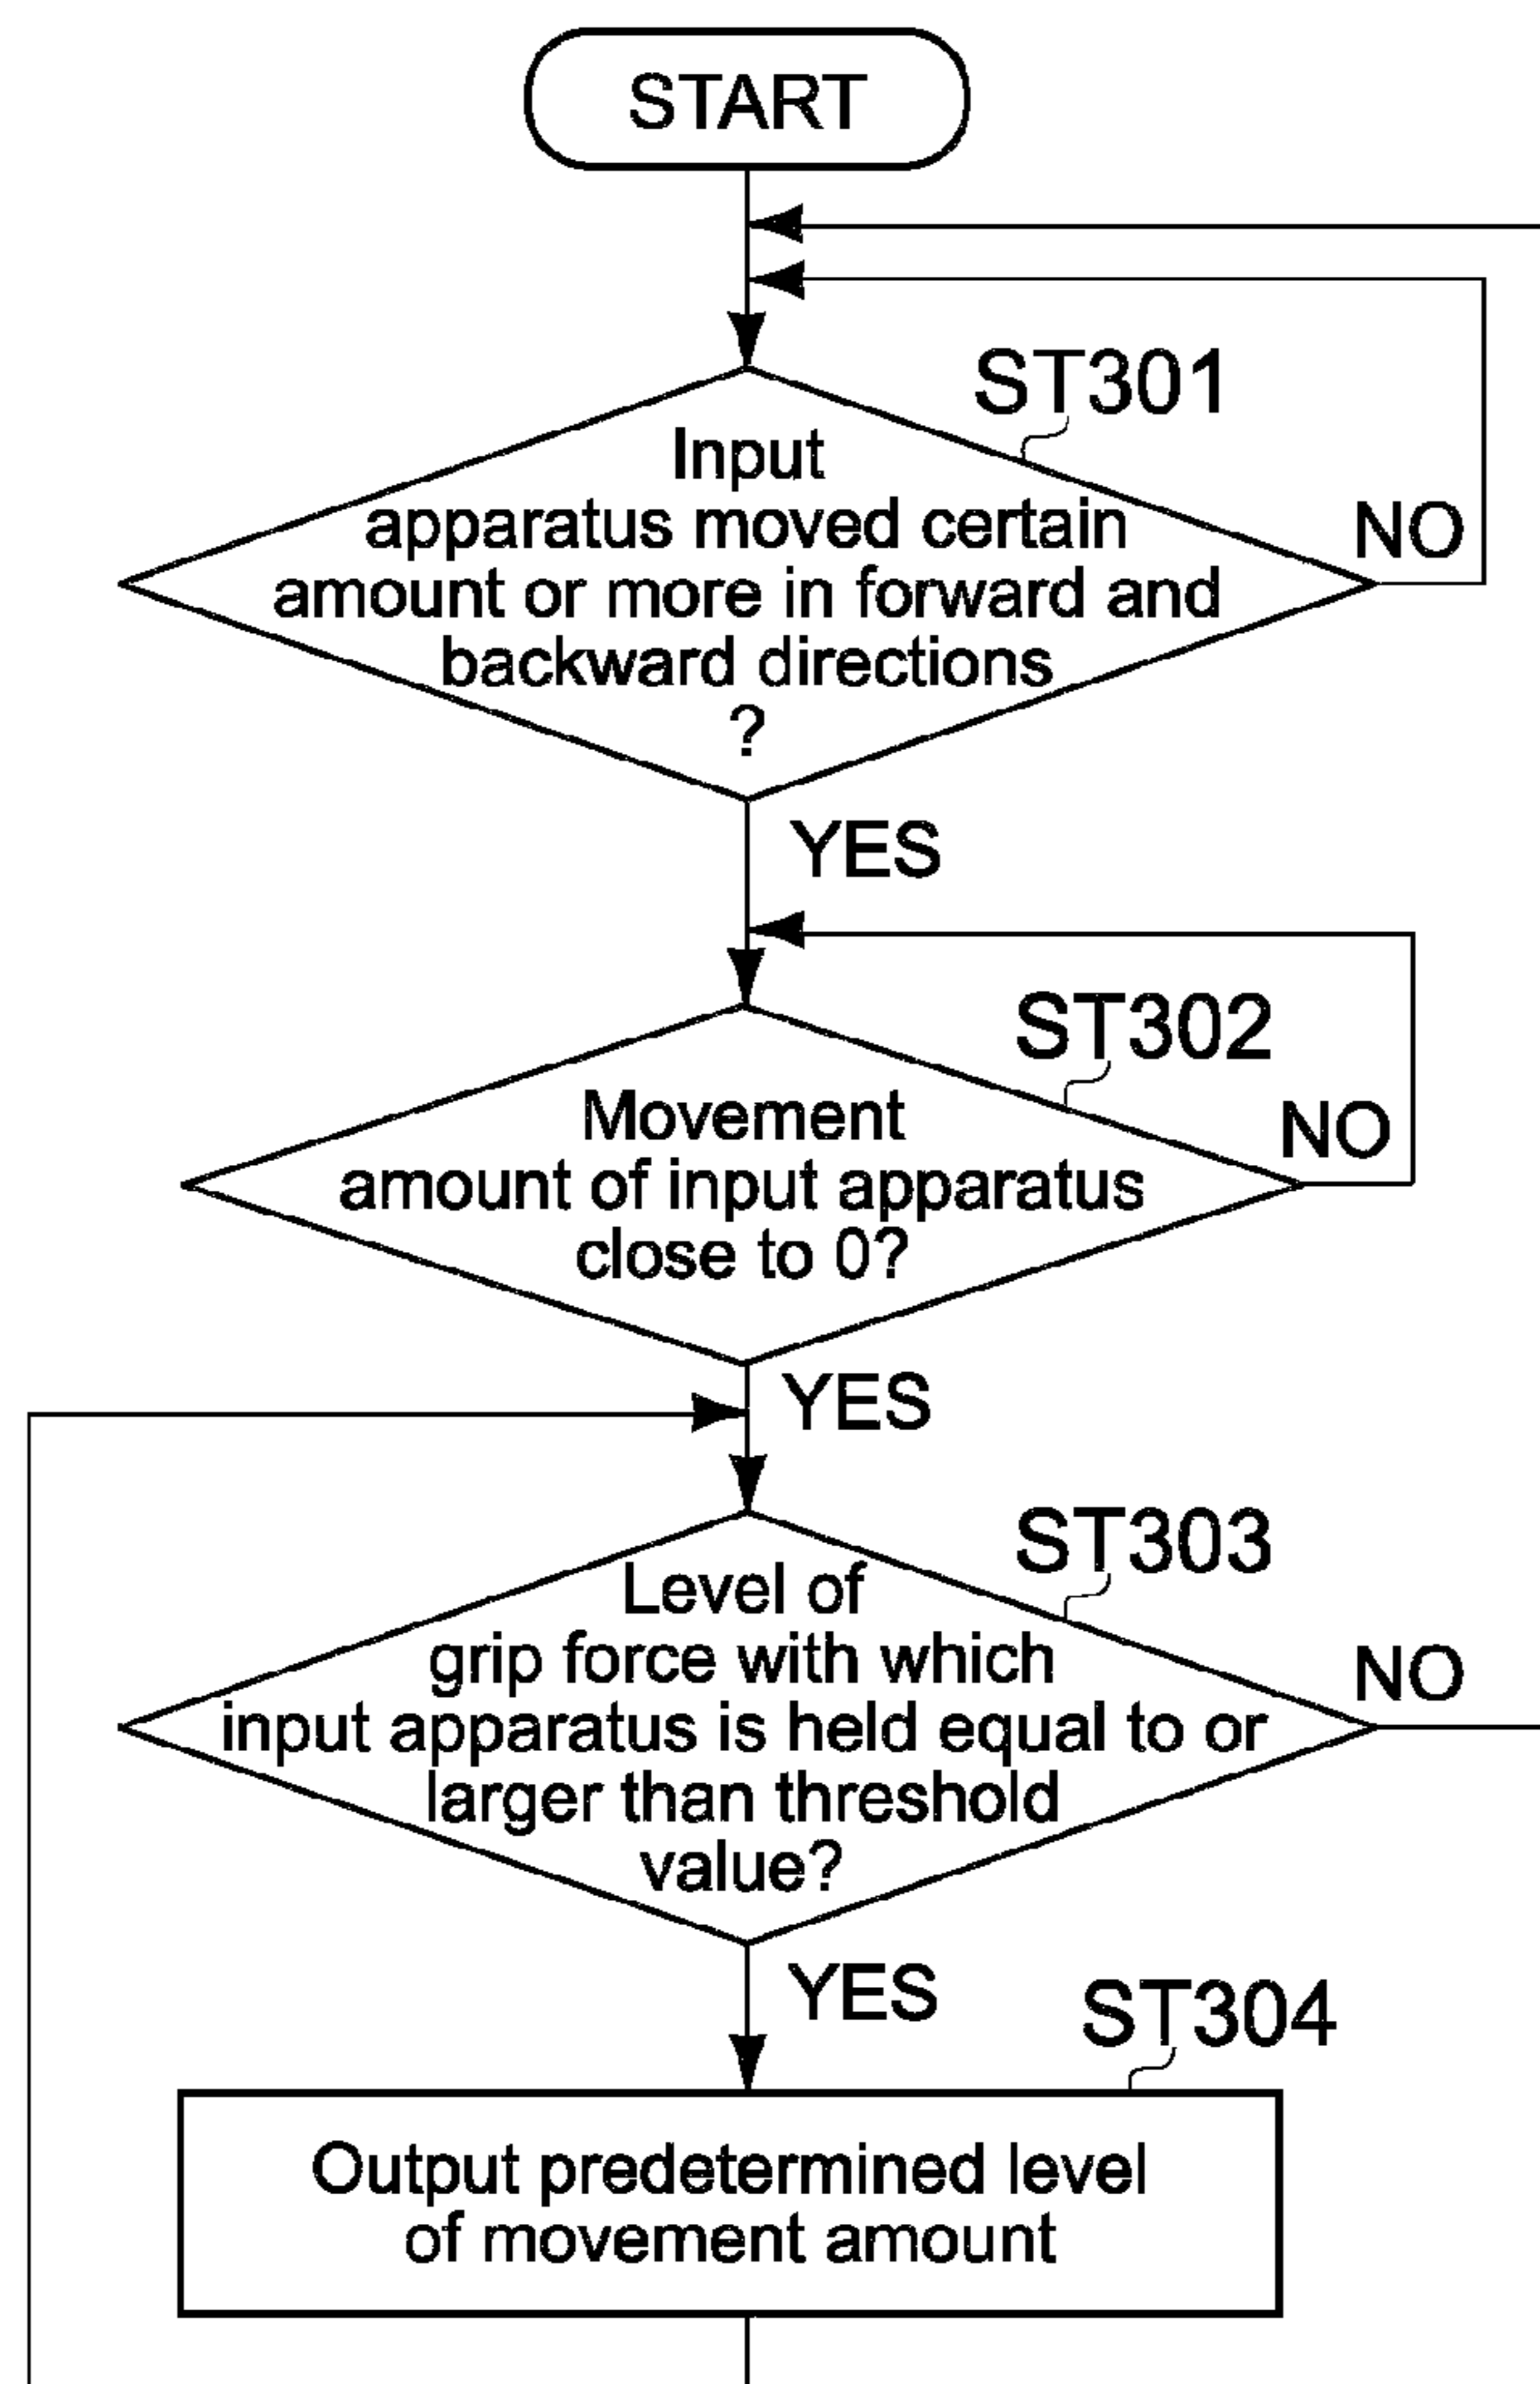 START
ST301
Input
apparatus moved certain
amount or more in forward and
backward directions
?
NO
YES
ST302
Movement
amount of input apparatus
close to 0?
NO
YES
ST303
Level of
grip force with which
input apparatus is held equal to or
larger than threshold
value?
NO
YES
ST304
Output predetermined level
of movement amount